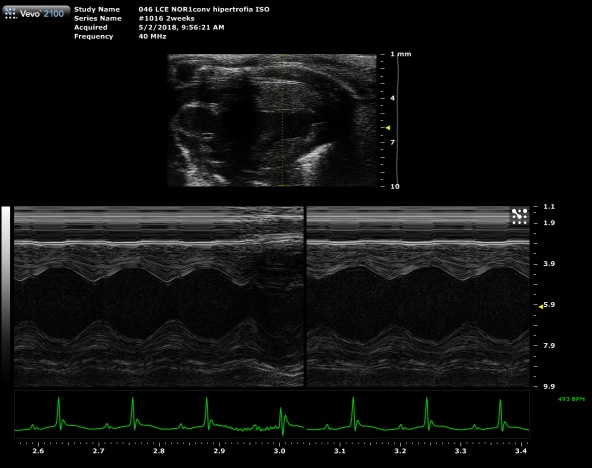 Vevo 2100
Study Name 046 LCE NOR1conv hipertrofia ISO
Series Name #1016 2weeks
Acquired 5/2/2018, 9:56:21 AM
Frequency 40 MHz
1 mm
4
7
10
1.1
1.9
3.9
5.9
7.9
9.9
493 BPM
2.6 2.7 2.8 2.9 3.0 3.1 3.2 3.3 3.4